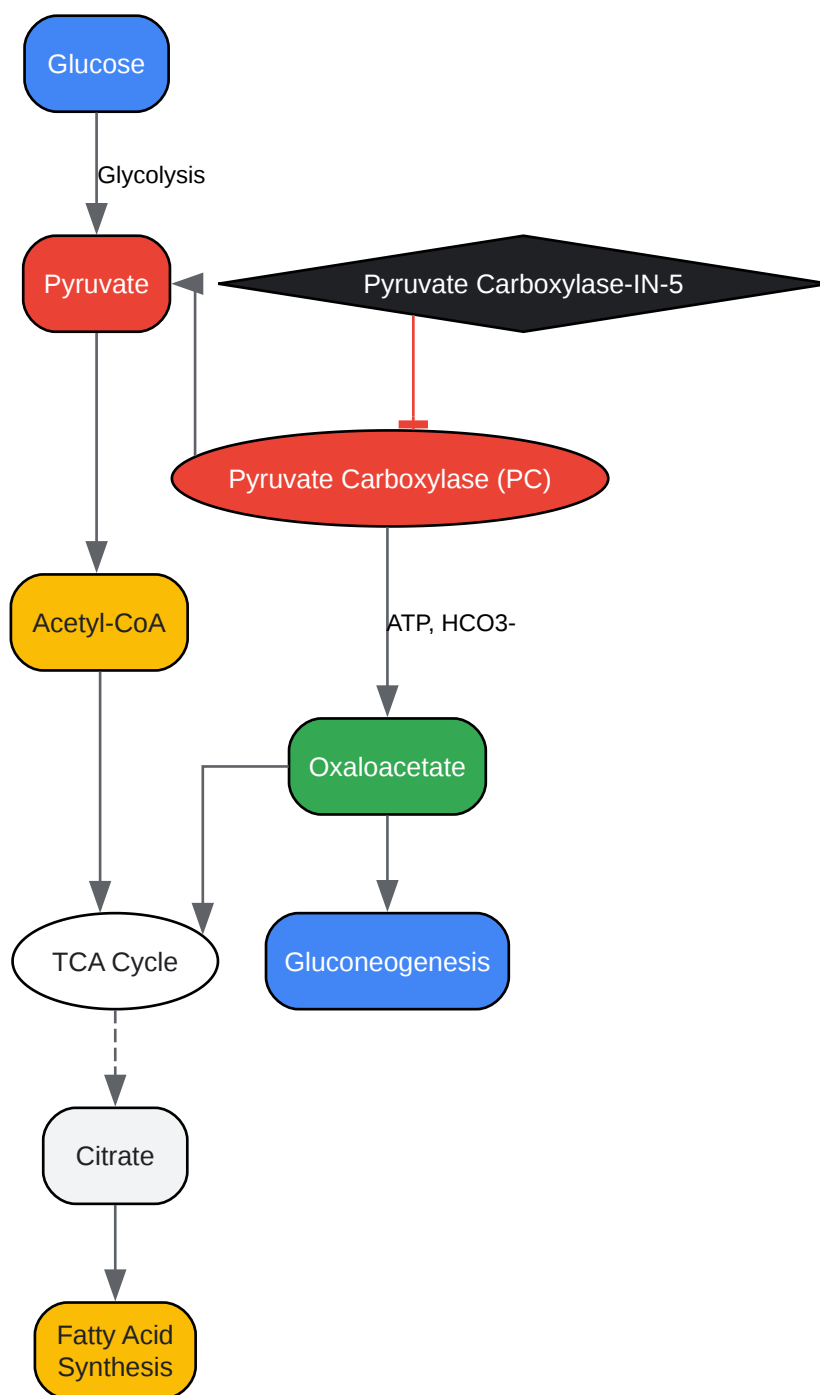 Glucose
Glycolysis
Pyruvate
Pyruvate Carboxylase-IN-5
Pyruvate Carboxylase (PC)
Acetyl-CoA
ATP, HCO3-
Oxaloacetate
TCA Cycle
Gluconeogenesis
Citrate
Fatty Acid
Synthesis